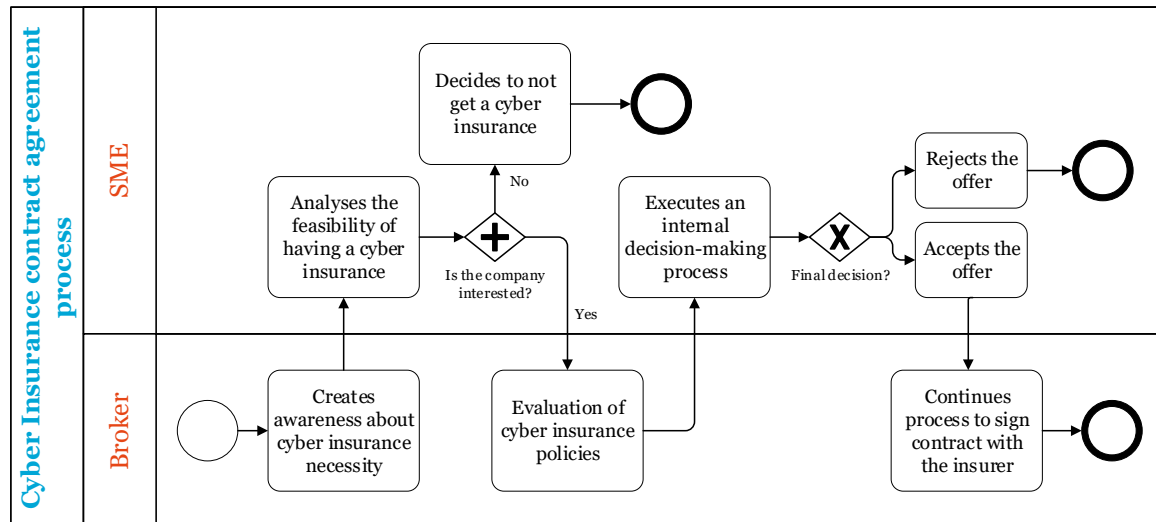 Cyber Insurance contract agreement
process
SME
Broker
Decides to not
get a cyber
insurance
No
Analyses the
feasibility of
having a cyber
insurance
Is the company
interested?
Yes
Executes an
internal
decision-making
process
Final decision?
Rejects the
offer
Accepts the
offer
Creates
awareness about
cyber insurance
necessity
Evaluation of
cyber insurance
policies
Continues
process to sign
contract with
the insurer